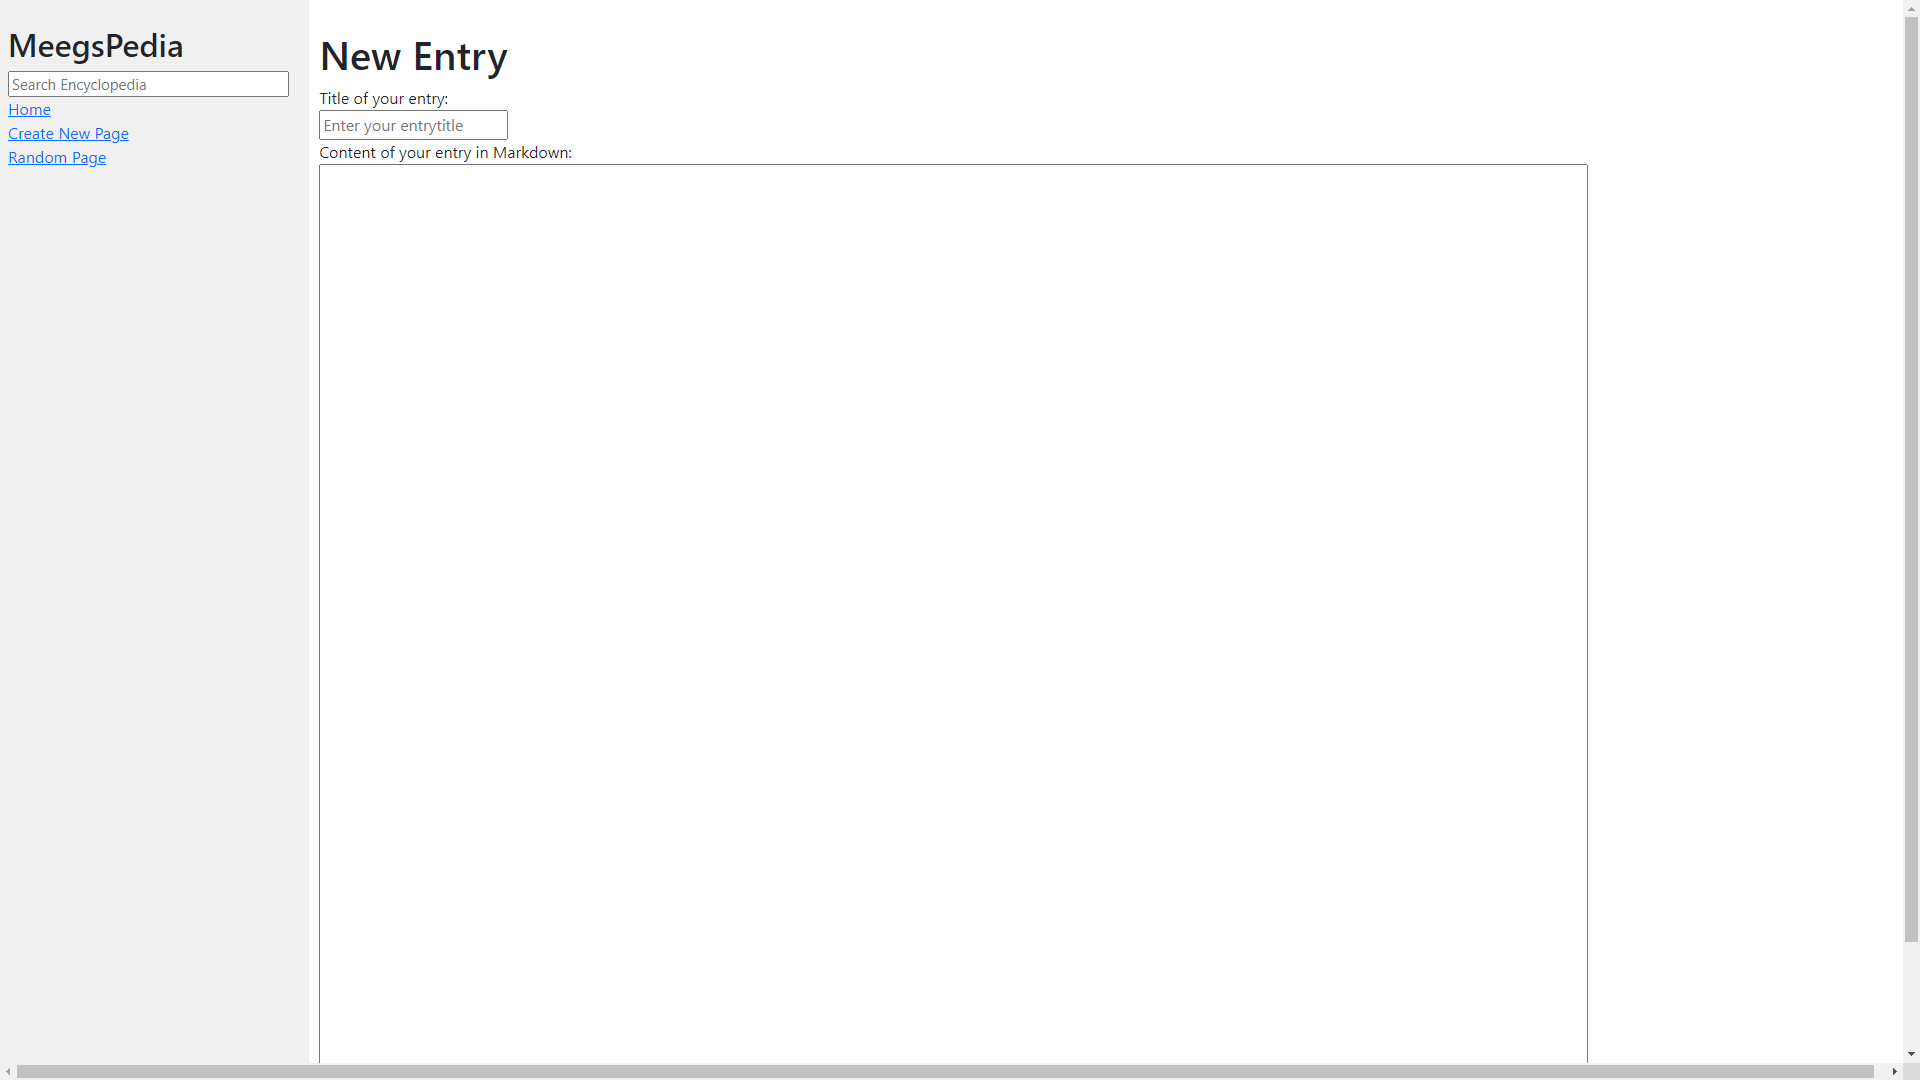 MeegsPedia
Search Encyclopedia
Home
Create New Page
Random Page
New Entry
Title of your entry:
Enter your entrytitle
Content of your entry in Markdown: